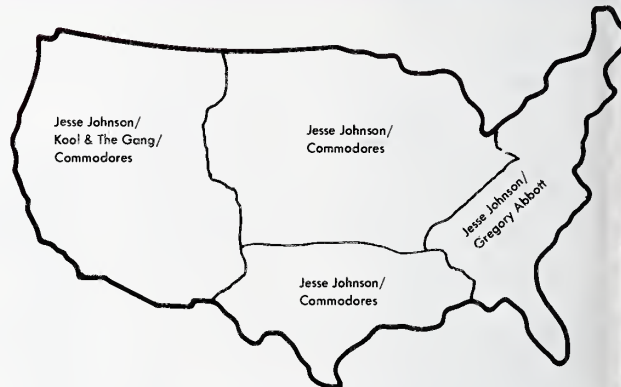 Jesse Johnson/
Kool & The Gang/
Commodores
Jesse Johnson/
Commodores
Jesse Johnson/
Gregory Abbott
Jesse Johnson/
Commodores